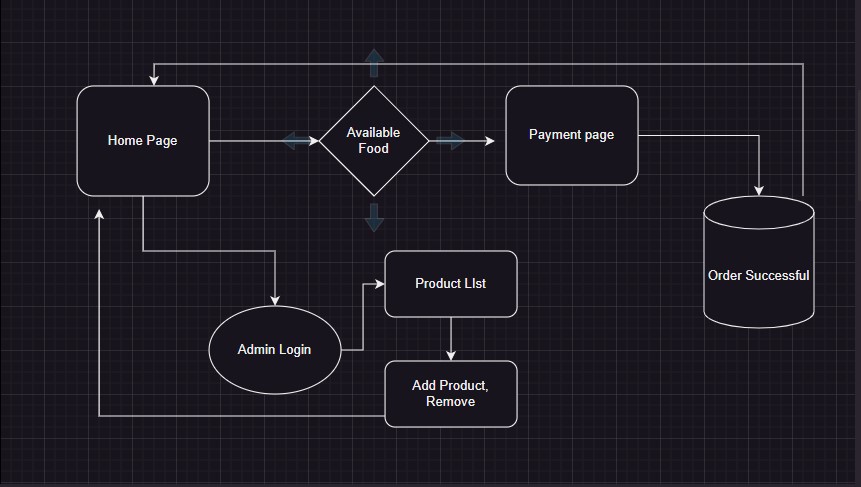 Home Page
Available
Food
Payment page
Order Successful
Product LIst
Admin Login
Add Product,
Remove